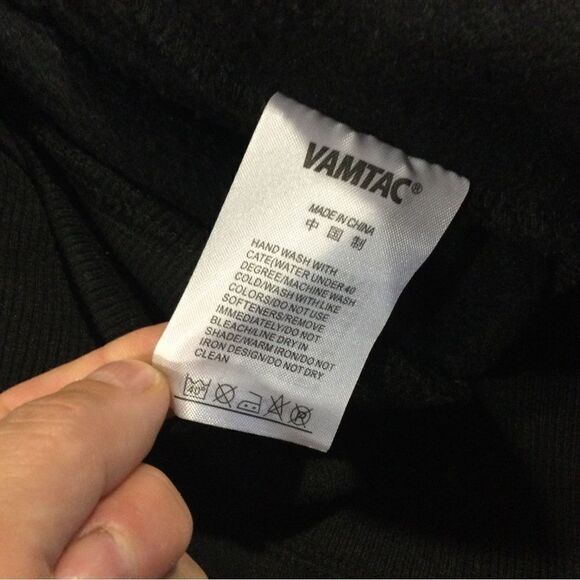 VAMTAC®
MADE IN CHINA
中国制
HAND WASH WITH
CATE(WATER UNDER 40
DEGREE/MACHINE WASH
COLD/WASH WITH LIKE
COLORS/DO NOT USE
SOFTENERS/REMOVE
IMMEDIATELY/DO NOT
BLEACH/LINE DRY IN
SHADE/WARM IRON/DO NOT
IRON DESIGN/DO NOT DRY
CLEAN
40° P